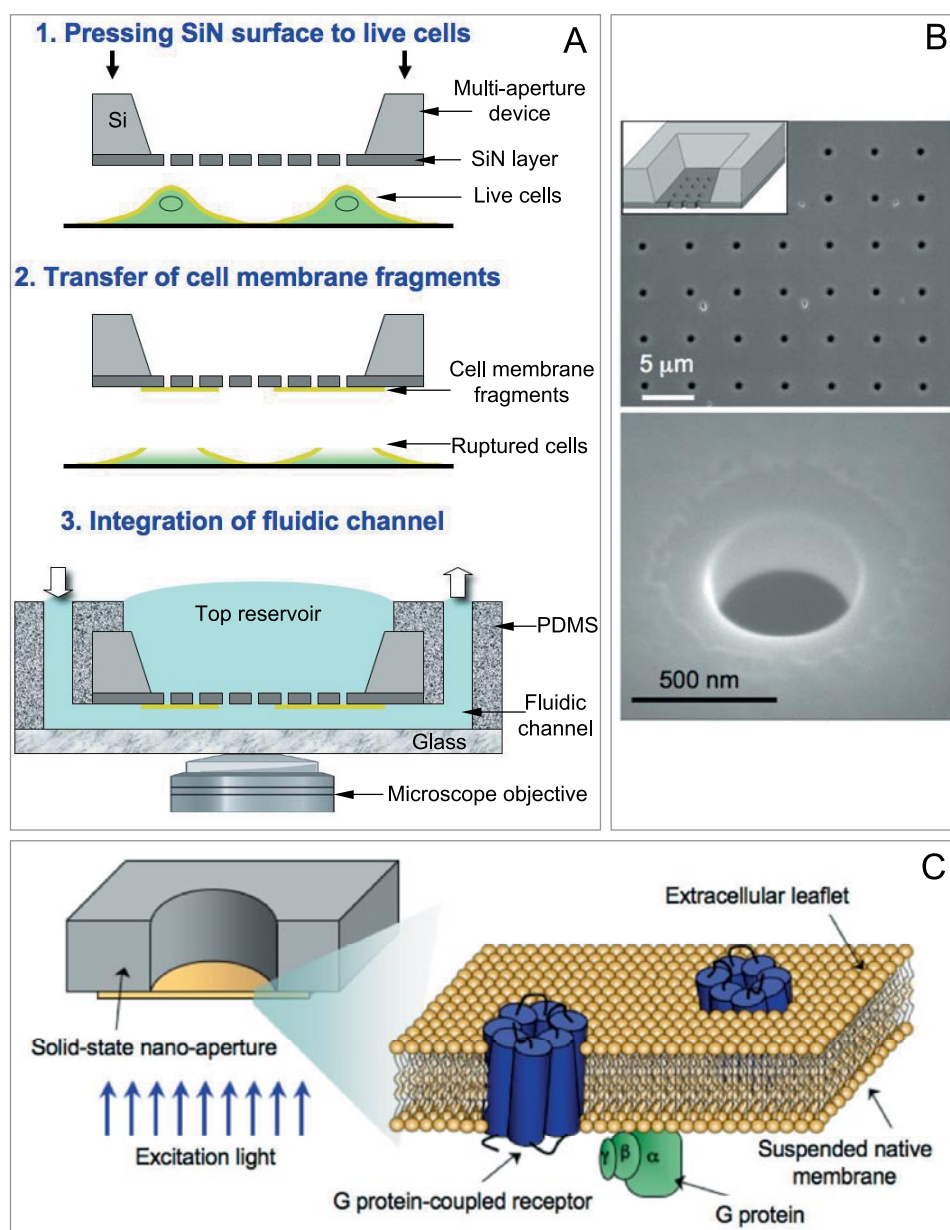 A
1. Pressing SiN surface to live cells
Si
Multi-aperture
device
SiN layer
Live cells
2. Transfer of cell membrane fragments
Cell membrane
fragments
Ruptured cells
3. Integration of fluidic channel
Top reservoir
PDMS
Fluidic
channel
Glass
Microscope objective
B
5 μm
500 nm
C
Extracellular leaflet
Solid-state nano-aperture
Excitation light
γ β α
G protein-coupled receptor
G protein
Suspended native
membrane